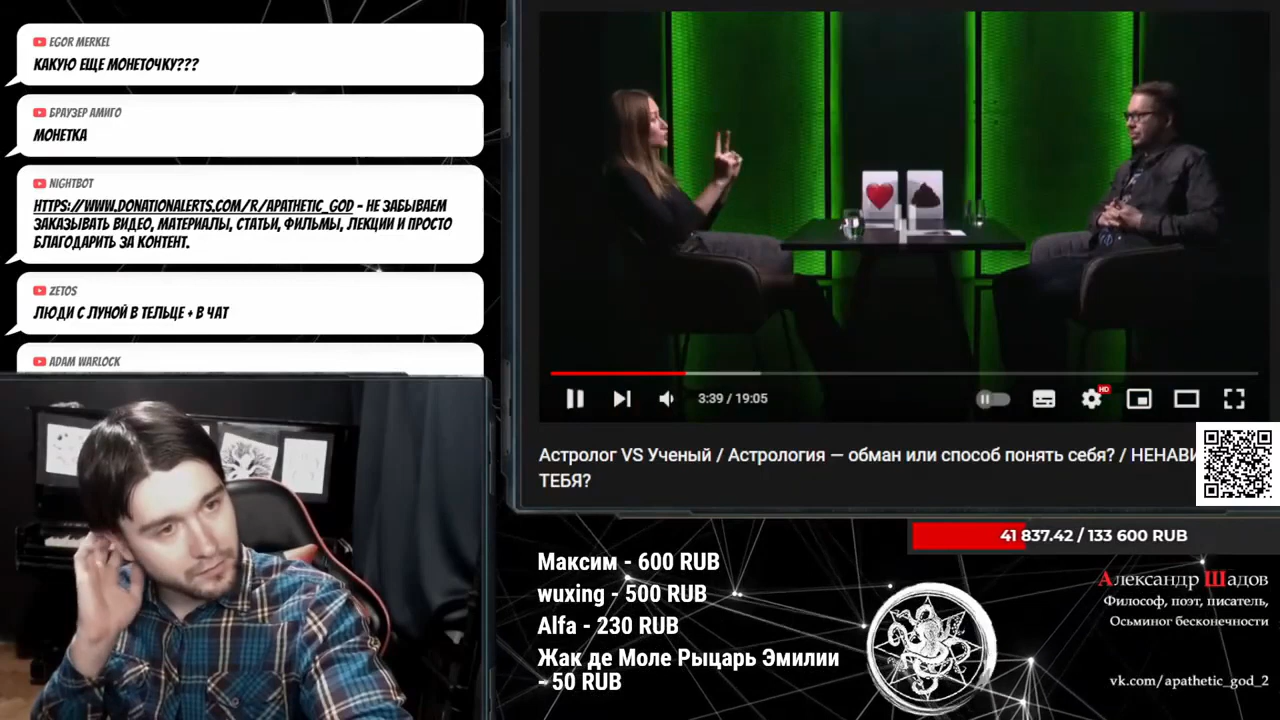 EGOR MERKEL
КАКУЮ ЕЩЕ МОНЕТОЧКУ???
БРАУЗЕР АМИГО
МОНЕТКА
NIGHTBOT
HTTPS://WWW.DONATIONALERTS.COM/R/APATHETIC_GOD - НЕ ЗАБЫВАЕМ
ЗАКАЗЫВАТЬ ВИДЕО, МАТЕРИАЛЫ, СТАТЬИ, ФИЛЬМЫ, ЛЕКЦИИ И ПРОСТО
БЛАГОДАРИТЬ ЗА КОНТЕНТ.
ZETOS
ЛЮДИ С ЛУНОЙ В ТЕЛЬЦЕ + В ЧАТ
ADAM WARLOCK
3:39 / 19:05
HD
Астролог VS Ученый / Астрология — обман или способ понять себя? / НЕНАВИ
ТЕБЯ?
41 837.42 / 133 600 RUB
Максим - 600 RUB
wuxing - 500 RUB
Alfa - 230 RUB
Жак де Моле Рыцарь Эмилии
- 50 RUB
Александр Шадов
Философ, поэт, писатель,
Осьминог бесконечности
vk.com/apathetic_god_2